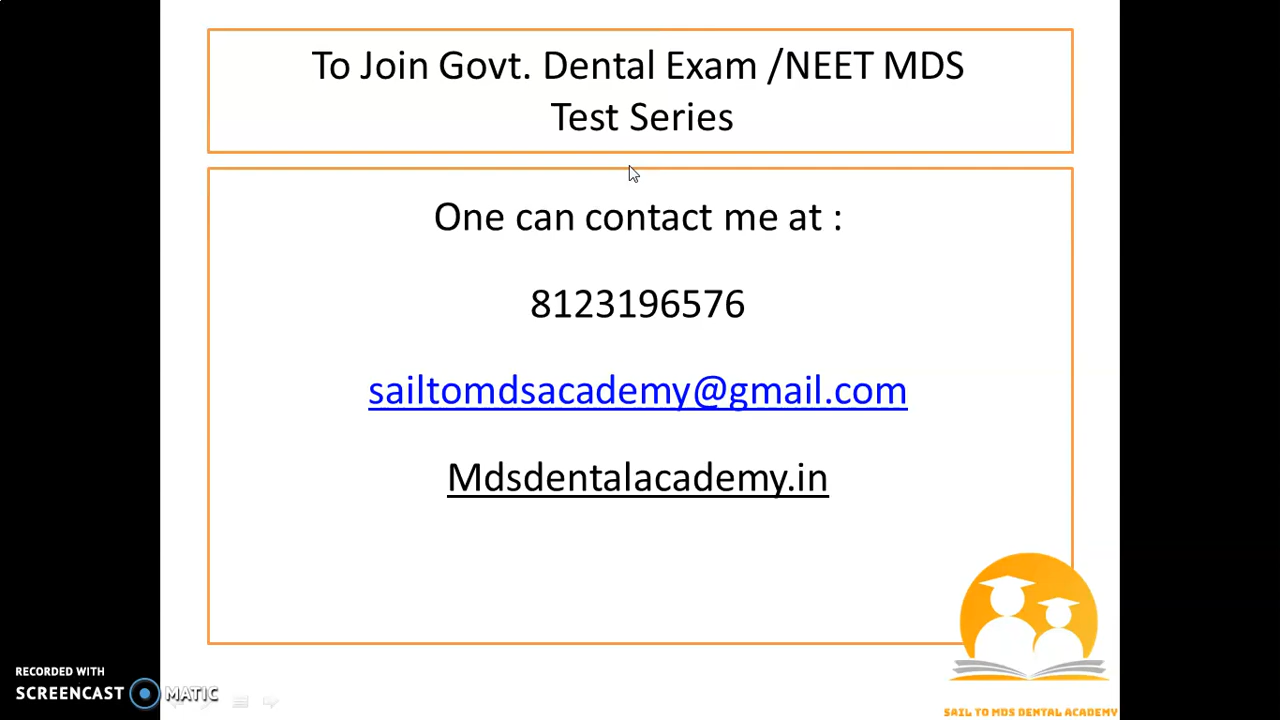 To Join Govt. Dental Exam /NEET MDS
Test Series
One can contact me at :
8123196576
sailtomdsacademy@gmail.com
Mdsdentalacademy.in
RECORDED WITH
SCREENCAST MATIC
SAIL TO MDS DENTAL ACADEMY